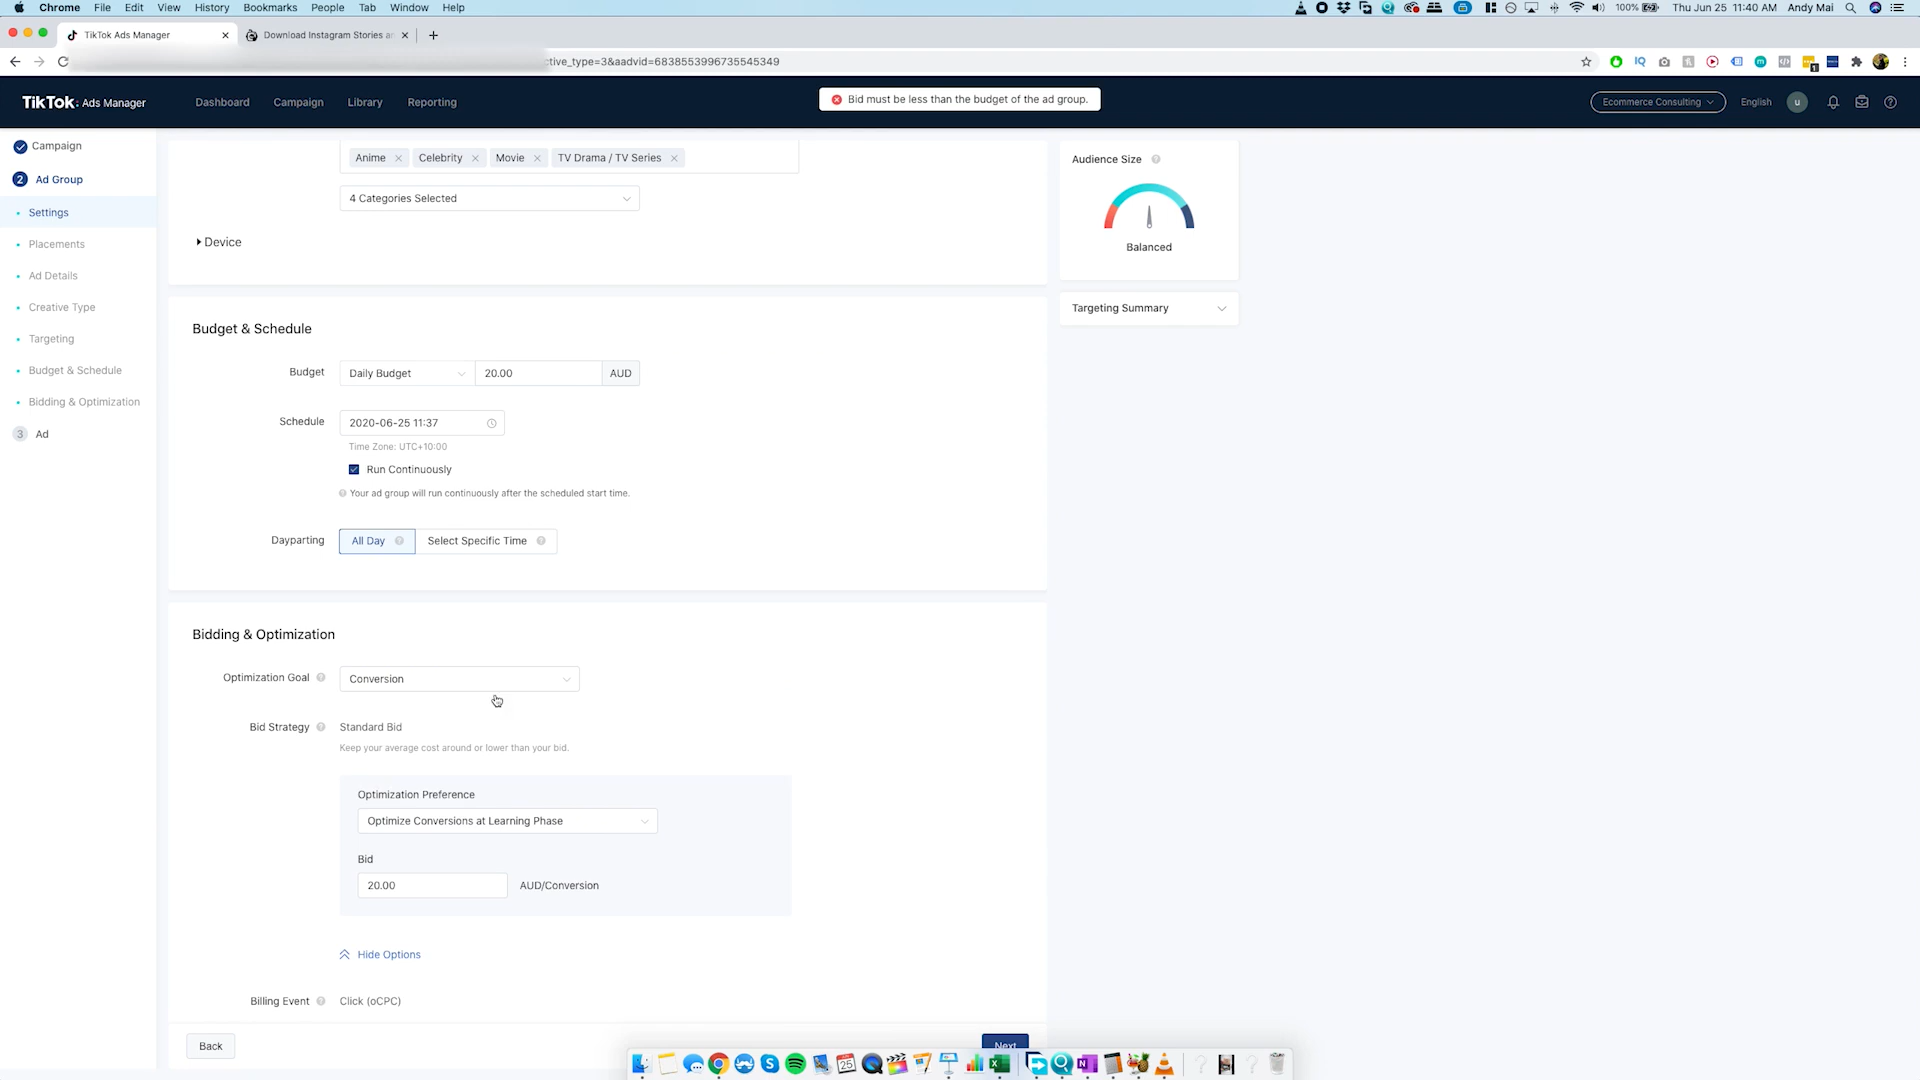 Chrome File Edit View History Bookmarks People Tab Window Help
100% Thu Jun 25 11:40 AM Andy Mai
TikTok Ads Manager
Download Instagram Stories an
ctive_type=3&aadvid=6838553996735545349
TikTok: Ads Manager
Dashboard Campaign Library Reporting
Bid must be less than the budget of the ad group.
Ecommerce Consulting English u
Campaign
2 Ad Group
Settings
Placements
Ad Details
Creative Type
Targeting
Budget & Schedule
Bidding & Optimization
3 Ad
Anime Celebrity Movie TV Drama / TV Series
4 Categories Selected
Device
Budget & Schedule
Budget Daily Budget 20.00 AUD
Schedule 2020-06-25 11:37
Time Zone: UTC+10:00
Run Continuously
Your ad group will run continuously after the scheduled start time.
Dayparting All Day Select Specific Time
Bidding & Optimization
Optimization Goal Conversion
Bid Strategy Standard Bid
Keep your average cost around or lower than your bid.
Optimization Preference
Optimize Conversions at Learning Phase
Bid
20.00 AUD/Conversion
Hide Options
Billing Event Click (oCPC)
Back
Next
Audience Size
Balanced
Targeting Summary